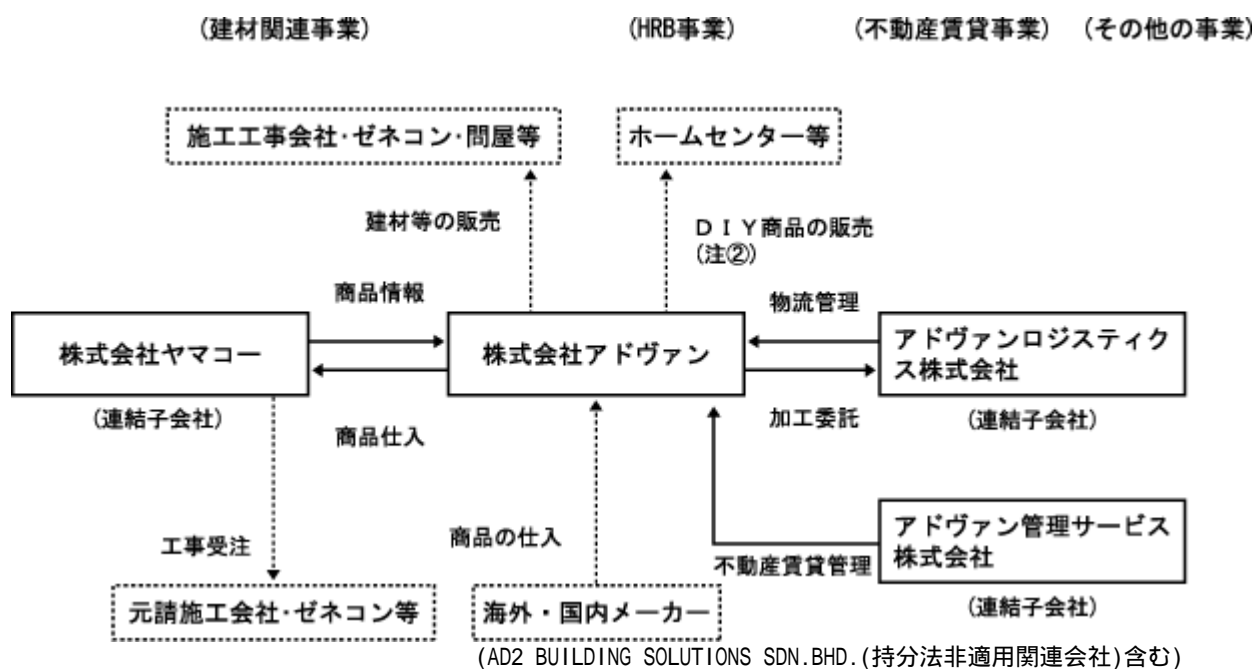 (建材関連事業) (HRB事業) (不動産賃貸事業) (その他の事業)
施工工事会社・ゼネコン・問屋等
ホームセンター等
建材等の販売
DIY商品の販売
(注②)
商品情報
物流管理
株式会社ヤマコー
株式会社アドヴァン
アドヴァンロジスティク
ス株式会社
(連結子会社)
商品仕入
加工委託
(連結子会社)
工事受注
商品の仕入
アドヴァン管理サービス
株式会社
不動産賃貸管理
(連結子会社)
元請施工会社・ゼネコン等
海外・国内メーカー
(AD2 BUILDING SOLUTIONS SDN.BHD.(持分法非適用関連会社)含む)